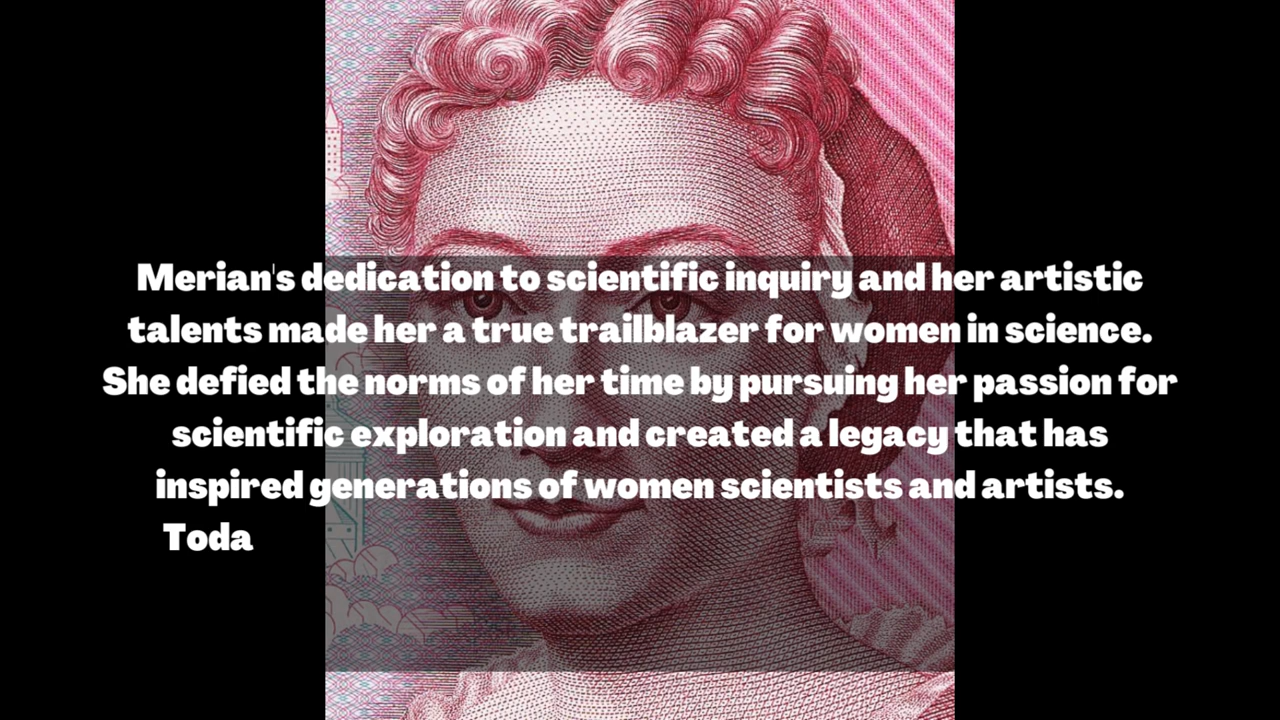 Merian's dedication to scientific inquiry and her artistic
talents made her a true trailblazer for women in science.
She defied the norms of her time by pursuing her passion for
scientific exploration and created a legacy that has
inspired generations of women scientists and artists.
Toda